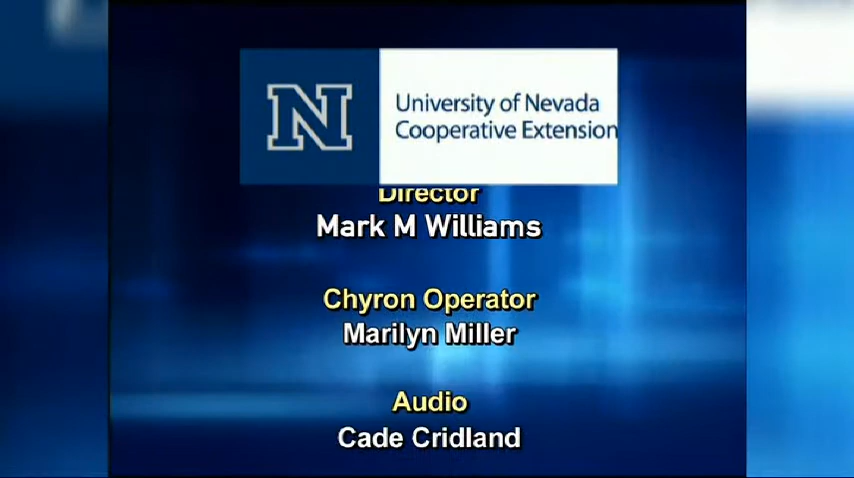 N
University of Nevada
Cooperative Extension
Director
Mark M Williams
Chyron Operator
Marilyn Miller
Audio
Cade Cridland